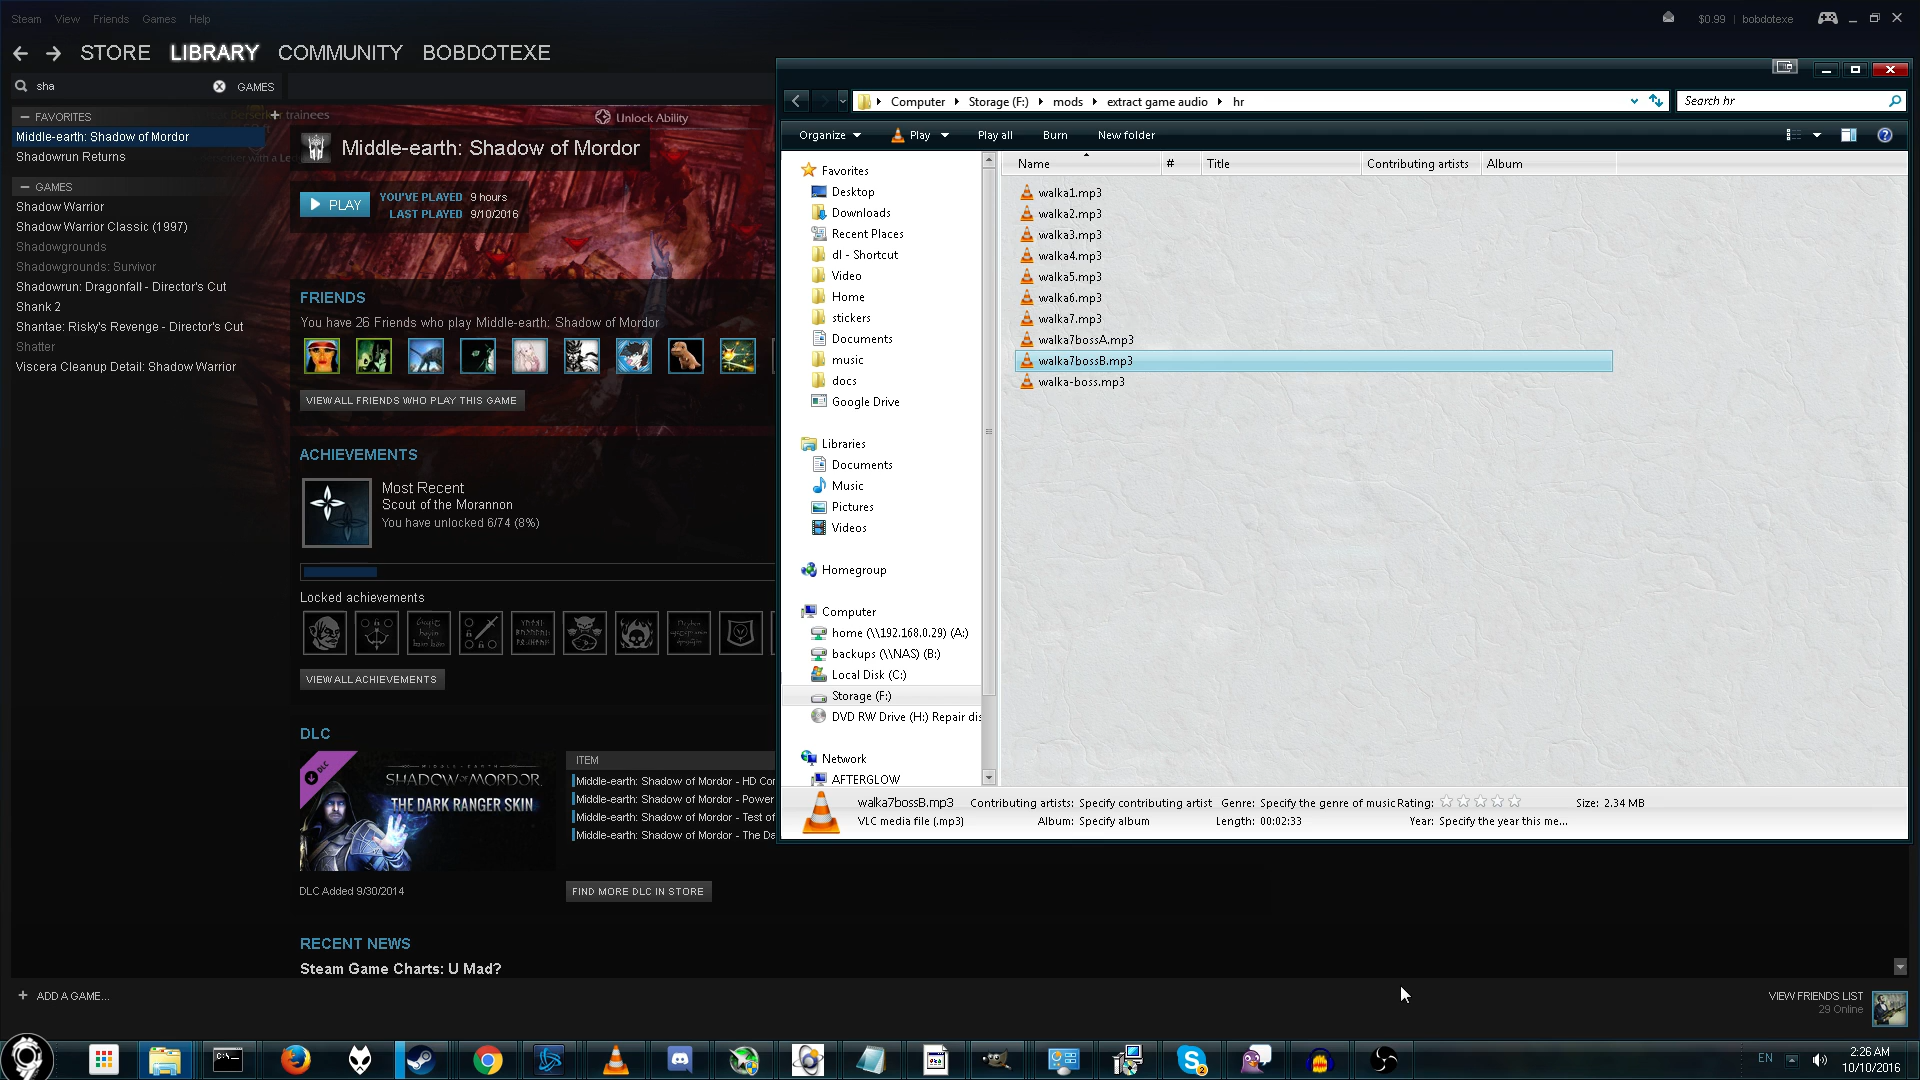 Steam View Friends Games Help
$0.99 | bobdotexe
STORE LIBRARY COMMUNITY BOBDOTEXE
sha
GAMES
— FAVORITES
Middle-earth: Shadow of Mordor
Shadowrun Returns
— GAMES
Shadow Warrior
Shadow Warrior Classic (1997)
Shadowgrounds
Shadowgrounds: Survivor
Shadowrun: Dragonfall - Director's Cut
Shank 2
Shantae: Risky's Revenge - Director's Cut
Shatter
Viscera Cleanup Detail: Shadow Warrior
trainees
Unlock Ability
Middle-earth: Shadow of Mordor
PLAY
YOU'VE PLAYED 9 hours
LAST PLAYED 9/10/2016
FRIENDS
You have 26 Friends who play Middle-earth: Shadow of Mordor
VIEW ALL FRIENDS WHO PLAY THIS GAME
ACHIEVEMENTS
Most Recent
Scout of the Morannon
You have unlocked 6/74 (8%)
Locked achievements
VIEW ALL ACHIEVEMENTS
DLC
DLC
MIDDLE-EARTH
SHADOW OF MORDOR
THE DARK RANGER SKIN
DLC Added 9/30/2014
ITEM
Middle-earth: Shadow of Mordor - HD Cor
Middle-earth: Shadow of Mordor - Power
Middle-earth: Shadow of Mordor - Test of
Middle-earth: Shadow of Mordor - The Da
FIND MORE DLC IN STORE
RECENT NEWS
Steam Game Charts: U Mad?
+ ADD A GAME...
VIEW FRIENDS LIST
29 Online
Computer Storage (F:) mods extract game audio hr
Search hr
Organize Play Play all Burn New folder
Favorites
Desktop
Downloads
Recent Places
dl - Shortcut
Video
Home
stickers
Documents
music
docs
Google Drive
Libraries
Documents
Music
Pictures
Videos
Homegroup
Computer
home (\\192.168.0.29) (A:)
backups (\\NAS) (B:)
Local Disk (C:)
Storage (F:)
DVD RW Drive (H:) Repair dis
Network
AFTERGLOW
Name # Title Contributing artists Album
walka1.mp3
walka2.mp3
walka3.mp3
walka4.mp3
walka5.mp3
walka6.mp3
walka7.mp3
walka7bossA.mp3
walka7bossB.mp3
walka-boss.mp3
walka7bossB.mp3 Contributing artists: Specify contributing artist Genre: Specify the genre of music Rating: Size: 2.34 MB
VLC media file (.mp3) Album: Specify album Length: 00:02:33 Year: Specify the year this me...
C:\_
2
EN
2:26 AM
10/10/2016